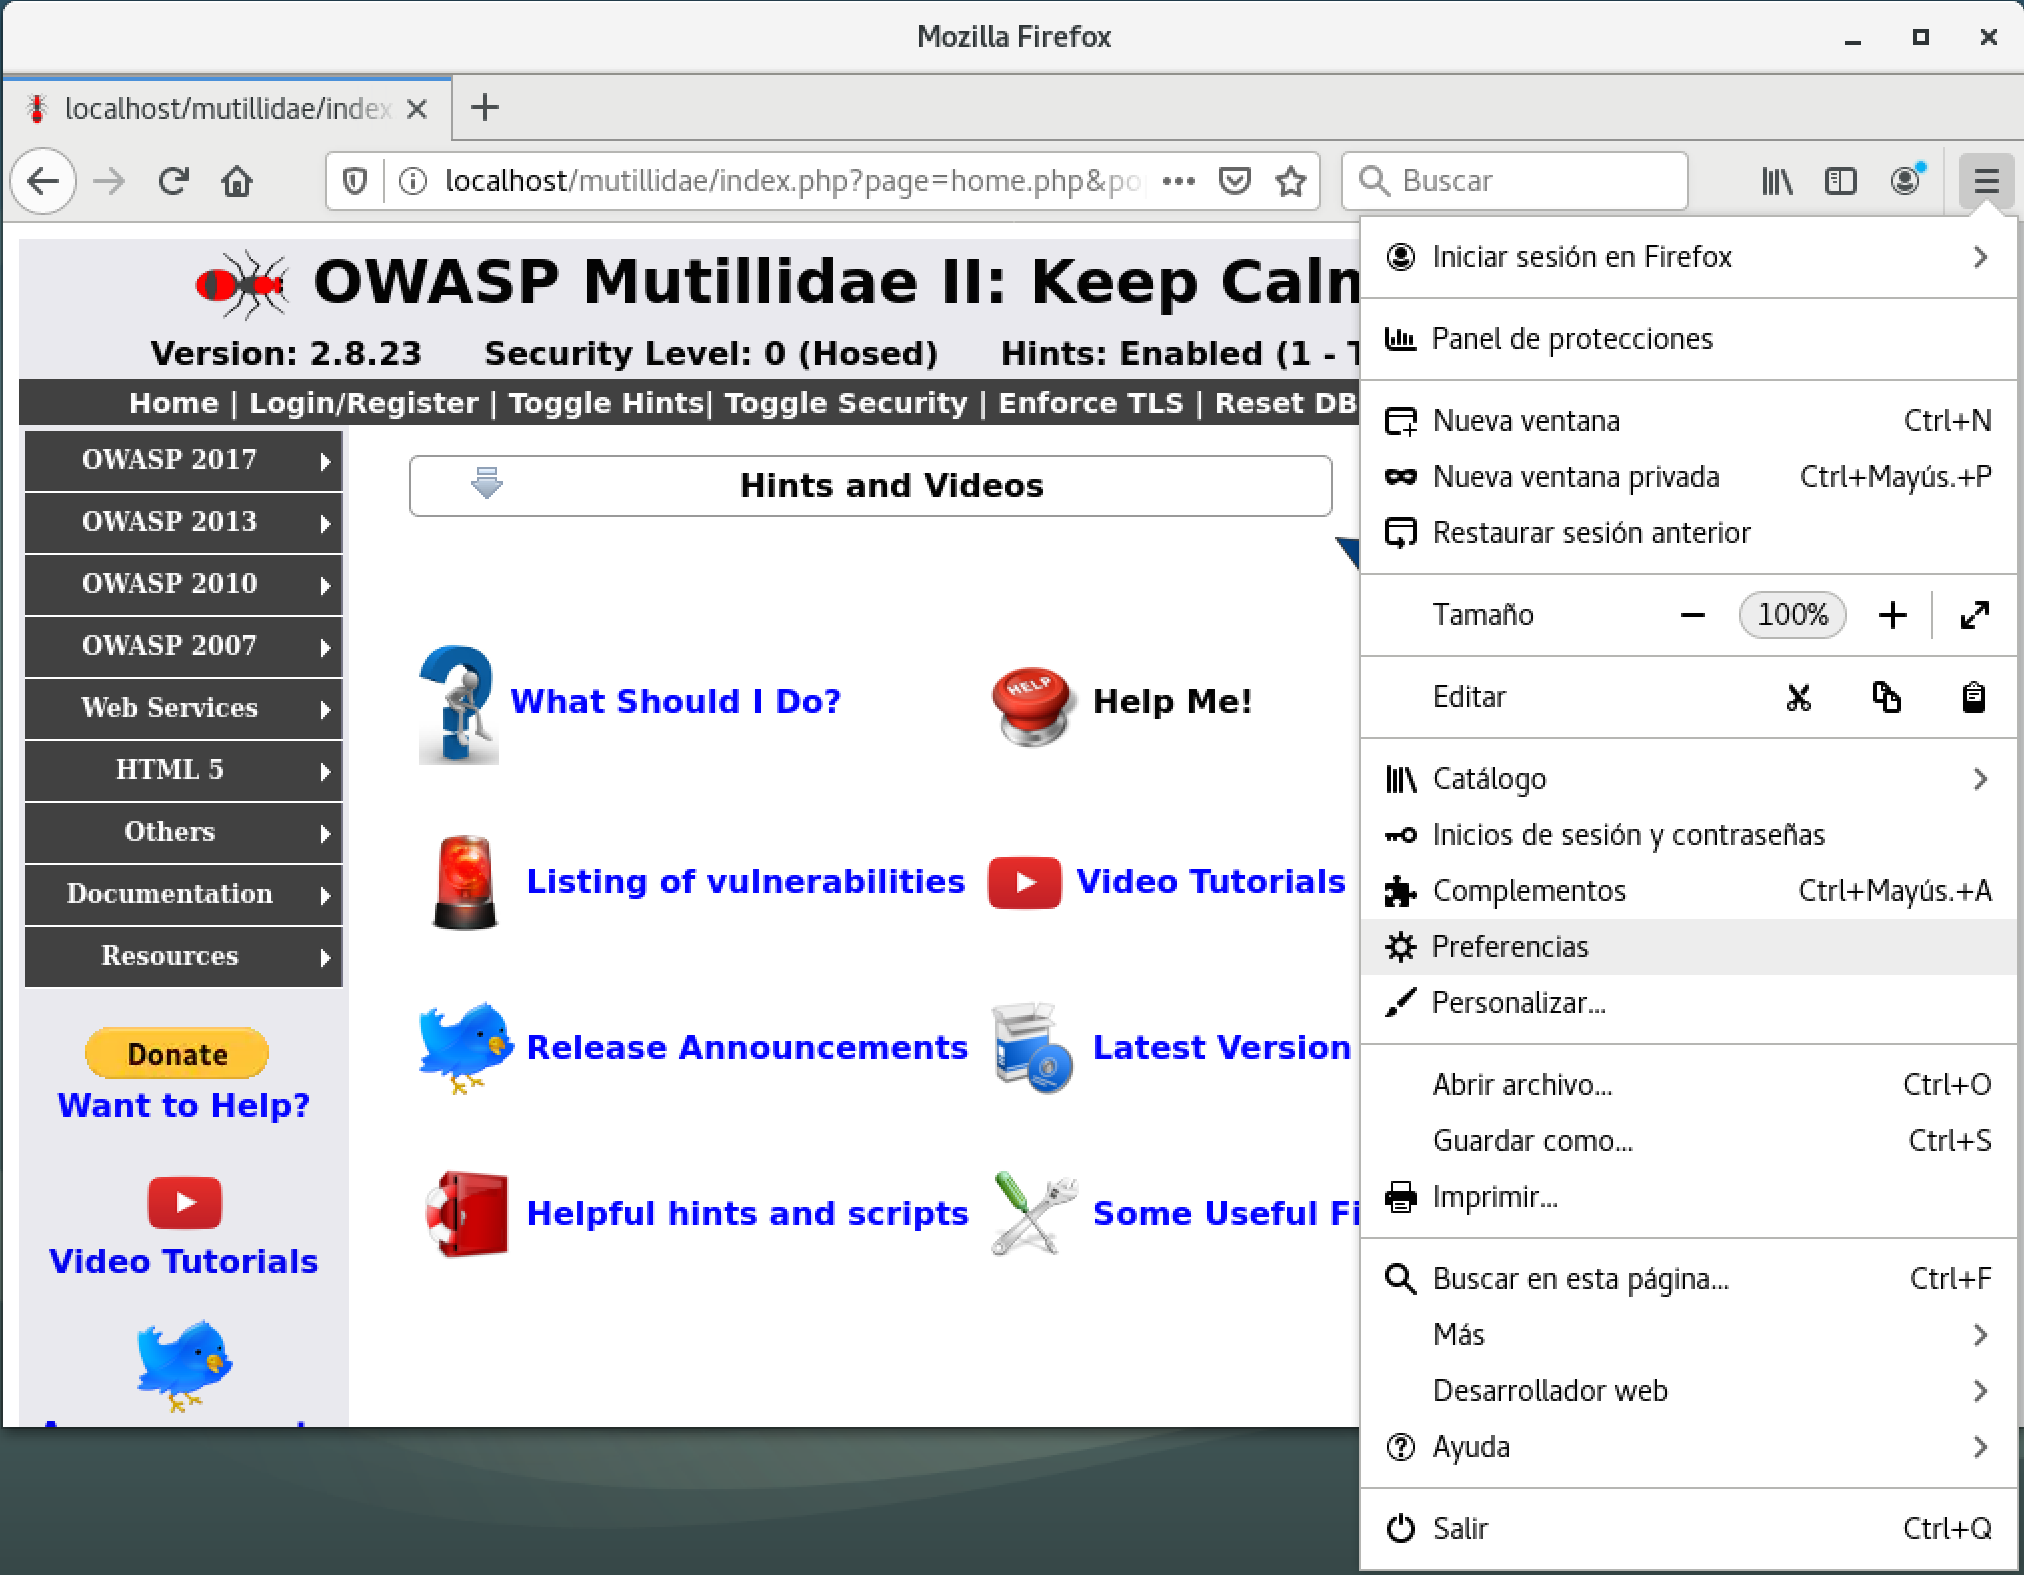 Mozilla Firefox
localhost/mutillidae/index
localhost/mutillidae/index.php?page=home.php&po
Buscar
OWASP Mutillidae II: Keep Calm
Version: 2.8.23 Security Level: 0 (Hosed) Hints: Enabled (1 - T
Home | Login/Register | Toggle Hints| Toggle Security | Enforce TLS | Reset DB
OWASP 2017
OWASP 2013
OWASP 2010
OWASP 2007
Web Services
HTML 5
Others
Documentation
Resources
Donate
Want to Help?
Video Tutorials
Hints and Videos
What Should I Do?
HELP
Help Me!
Listing of vulnerabilities
Video Tutorials
Release Announcements
Latest Version
Helpful hints and scripts
Some Useful Fi
Iniciar sesión en Firefox
Panel de protecciones
Nueva ventana Ctrl+N
Nueva ventana privada Ctrl+Mayús.+P
Restaurar sesión anterior
Tamaño 100%
Editar
Catálogo
Inicios de sesión y contraseñas
Complementos Ctrl+Mayús.+A
Preferencias
Personalizar...
Abrir archivo... Ctrl+O
Guardar como... Ctrl+S
Imprimir...
Buscar en esta página... Ctrl+F
Más
Desarrollador web
Ayuda
Salir Ctrl+Q